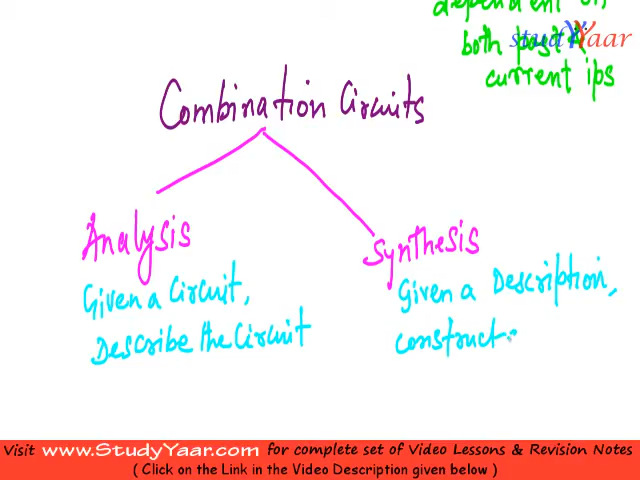 dependent on
both past &
studYYaar
current ips
Combination Circuits
Analysis
Synthesis
Given a Circuit,
Given a Description,
Describe the Circuit
construct
Visit www.StudyYaar.com for complete set of Video Lessons & Revision Notes
( Click on the Link in the Video Description given below )